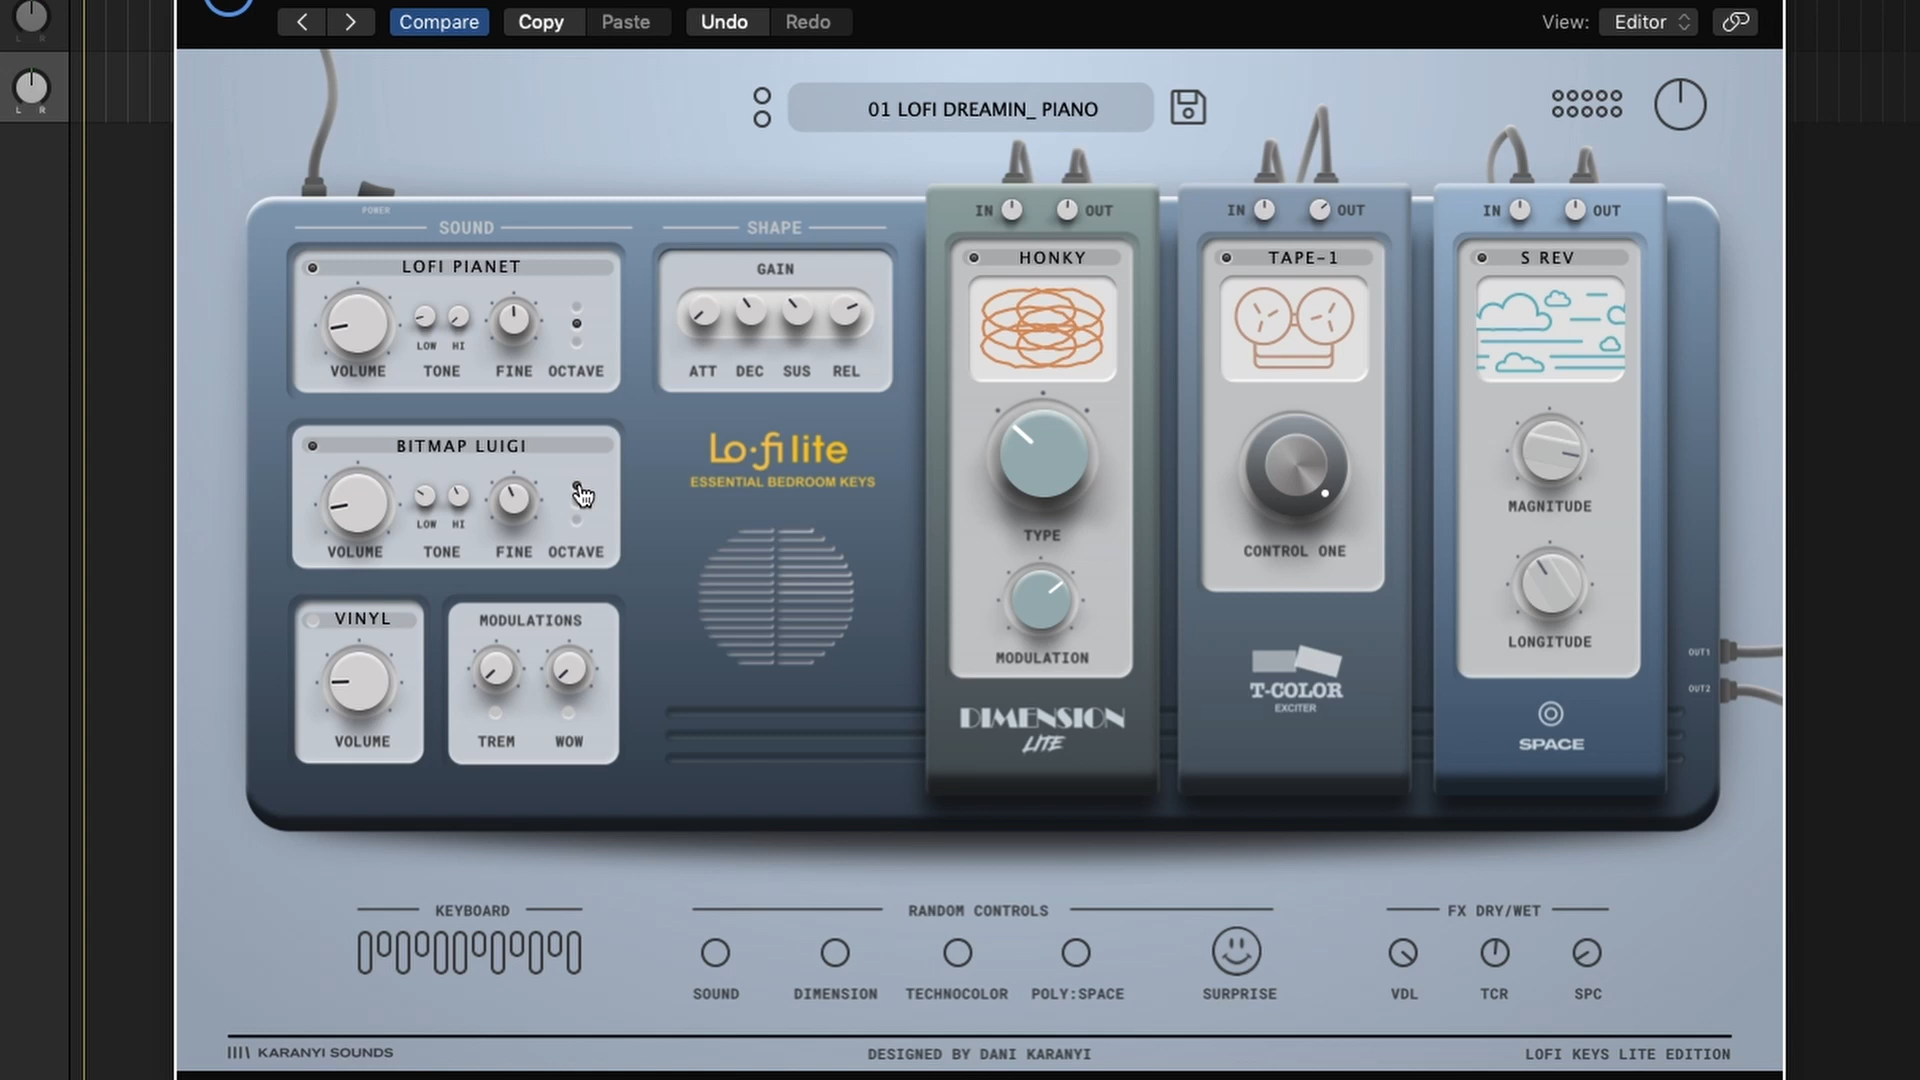 Compare
Copy
Paste
Undo
Redo
View:
Editor
L R
L R
01 LOFI DREAMIN_ PIANO
POWER
SOUND
SHAPE
LOFI PIANET
VOLUME
LOW
HI
TONE
FINE
OCTAVE
GAIN
ATT
DEC
SUS
REL
BITMAP LUIGI
VOLUME
LOW
HI
TONE
FINE
OCTAVE
Lo-fi lite
ESSENTIAL BEDROOM KEYS
VINYL
VOLUME
MODULATIONS
TREM
WOW
IN
OUT
HONKY
TYPE
MODULATION
DIMENSION
LITE
IN
OUT
TAPE-1
CONTROL ONE
T-COLOR
EXCITER
IN
OUT
S REV
MAGNITUDE
LONGITUDE
SPACE
OUT1
OUT2
KEYBOARD
RANDOM CONTROLS
SOUND
DIMENSION
TECHNOCOLOR
POLY:SPACE
SURPRISE
FX DRY/WET
VDL
TCR
SPC
KARANYI SOUNDS
DESIGNED BY DANI KARANYI
LOFI KEYS LITE EDITION